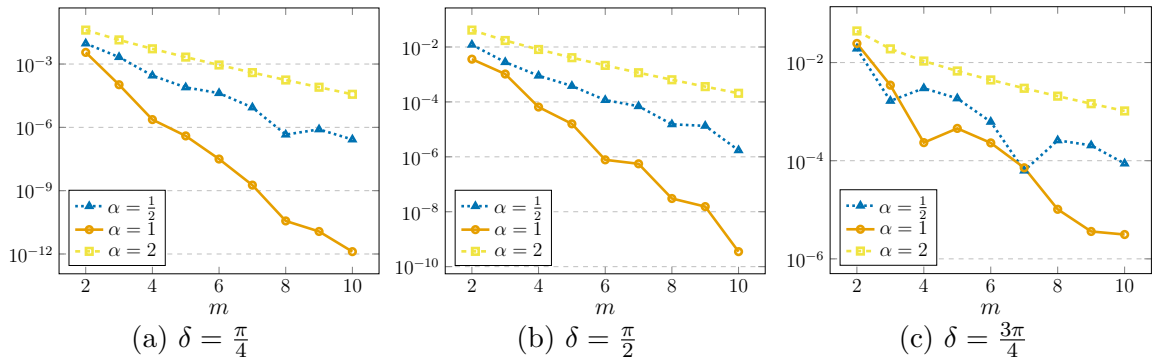 10⁻³
10⁻⁶
10⁻⁹
10⁻¹²
α = 1/2
α = 1
α = 2
2 4 6 8 10
m
(a) δ = π/4
10⁻²
10⁻⁴
10⁻⁶
10⁻⁸
10⁻¹⁰
α = 1/2
α = 1
α = 2
2 4 6 8 10
m
(b) δ = π/2
10⁻²
10⁻⁴
10⁻⁶
α = 1/2
α = 1
α = 2
2 4 6 8 10
m
(c) δ = 3π/4